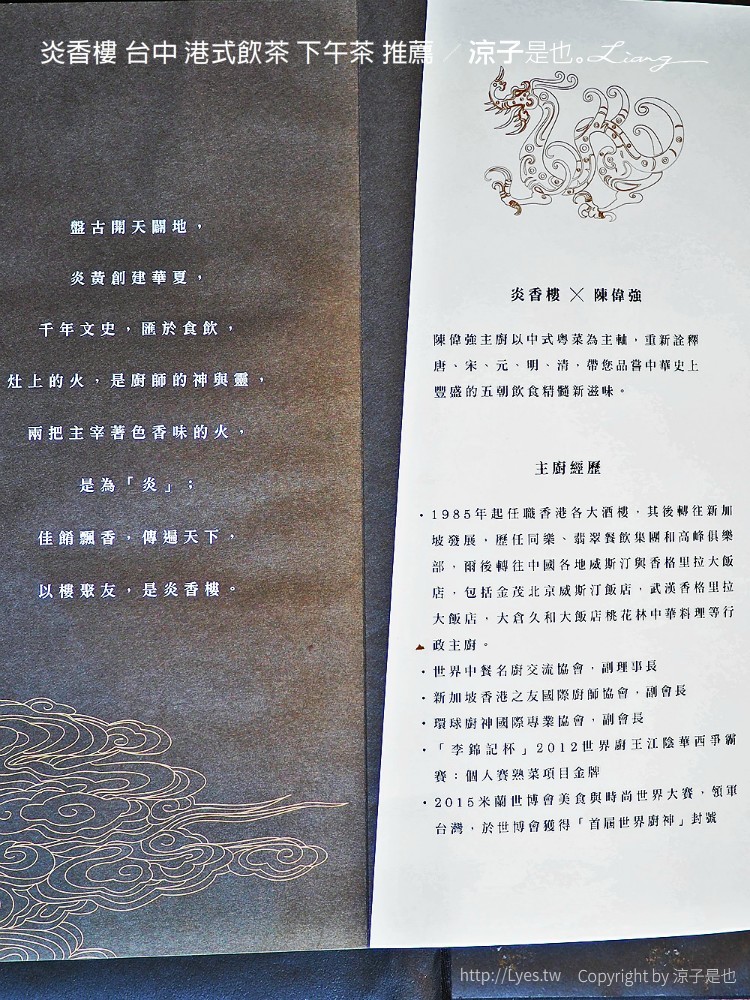 炎香樓 台中 港式飲茶 下午茶 推薦 / 涼子是也。Liang
盤古開天闢地，
炎黃創建華夏，
千年文史，匯於食飲，
灶上的火，是廚師的神與靈，
兩把主宰著色香味的火，
是為「炎」；
佳餚飄香，傳遍天下，
以樓聚友，是炎香樓。
炎香樓 × 陳偉強
陳偉強主廚以中式粵菜為主軸，重新詮釋
唐、宋、元、明、清，帶您品嘗中華史上
豐盛的五朝飲食精髓新滋味。
主廚經歷
・1985年起任職香港各大酒樓，其後轉往新加
坡發展，歷任同樂、翡翠餐飲集團和高峰俱樂
部，爾後轉往中國各地威斯汀與香格里拉大飯
店，包括金茂北京威斯汀飯店，武漢香格里拉
大飯店，大倉久和大飯店桃花林中華料理等行
政主廚。
・世界中餐名廚交流協會，副理事長
・新加坡香港之友國際廚師協會，副會長
・環球廚神國際專業協會，副會長
・「李錦記杯」2012世界廚王江陰華西爭霸
賽：個人賽熱菜項目金牌
・2015米蘭世博會美食與時尚世界大賽，領軍
台灣，於世博會獲得「首屆世界廚神」封號
http://Lyes.tw Copyright by 涼子是也